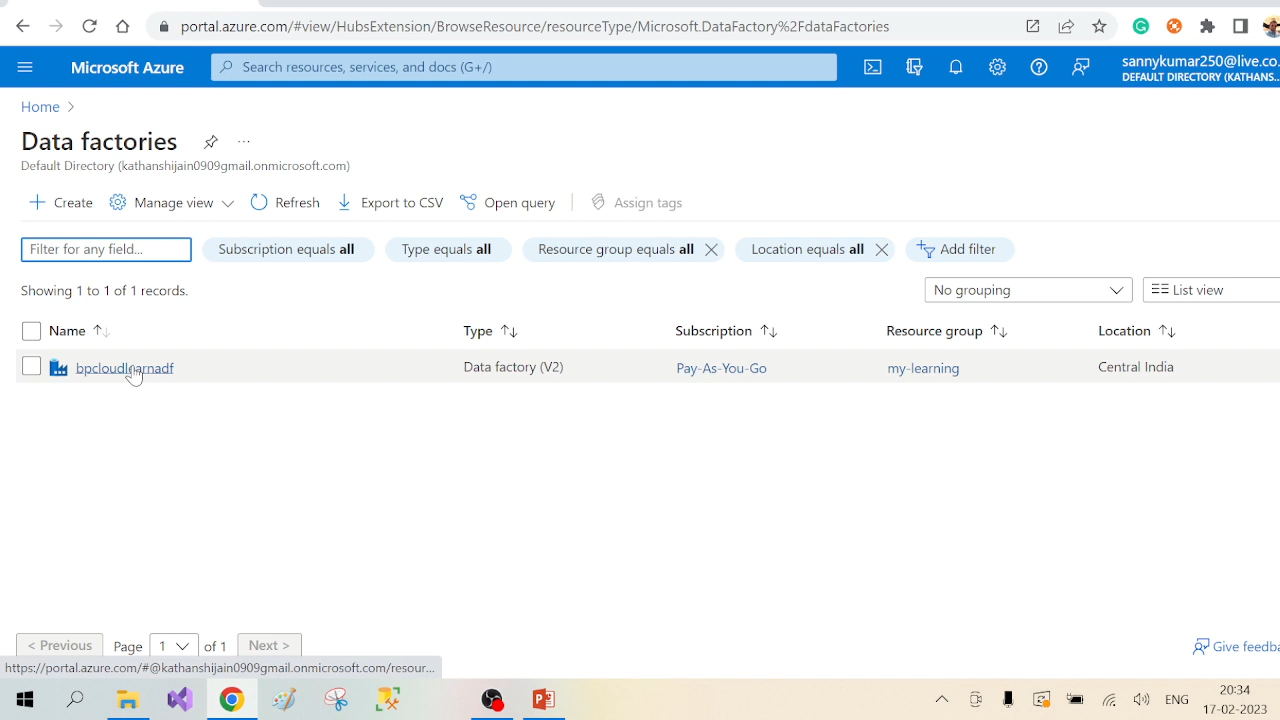 portal.azure.com/#view/HubsExtension/BrowseResource/resourceType/Microsoft.DataFactory%2FdataFactories
Microsoft Azure
Search resources, services, and docs (G+/)
sannykumar250@live.co...
DEFAULT DIRECTORY (KATHANS...
Home >
Data factories ...
Default Directory (kathanshijain0909gmail.onmicrosoft.com)
Create Manage view Refresh Export to CSV Open query Assign tags
Filter for any field... Subscription equals all Type equals all Resource group equals all Location equals all Add filter
Showing 1 to 1 of 1 records.
No grouping List view
Name Type Subscription Resource group Location
bpcloudlearnadf Data factory (V2) Pay-As-You-Go my-learning Central India
< Previous Page 1 of 1 Next >
Give feedba
https://portal.azure.com/#@kathanshijain0909gmail.onmicrosoft.com/resour...
ENG
20:34
17-02-2023